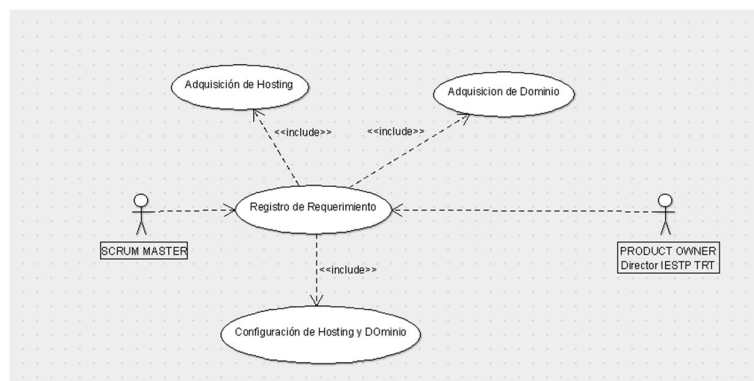 Adquisición de Hosting
Adquisicion de Dominio
<<include>>
<<include>>
Registro de Requerimiento
SCRUM MASTER
PRODUCT OWNER
Director IESTP TRT
<<include>>
Configuración de Hosting y DOminio